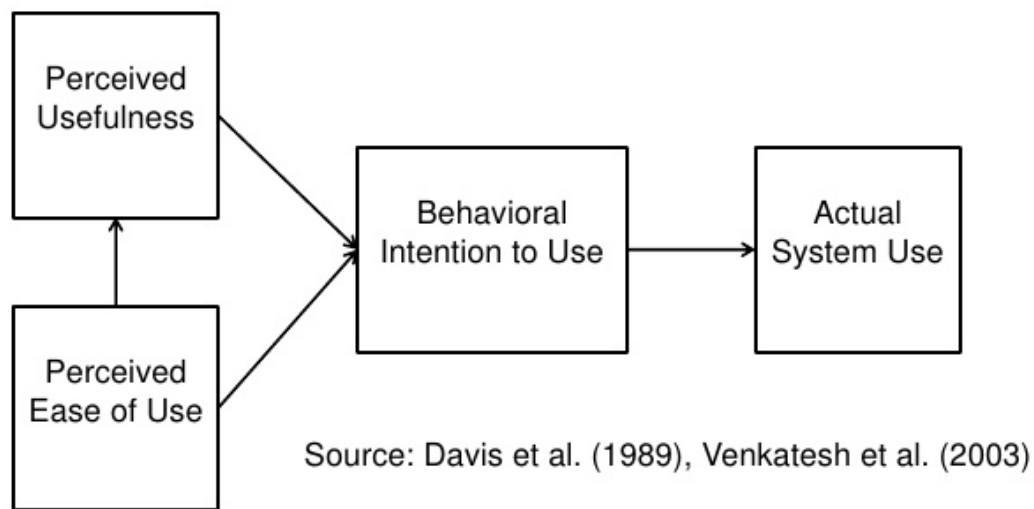 Perceived
Usefulness
Behavioral
Intention to Use
Actual
System Use
Perceived
Ease of Use
Source: Davis et al. (1989), Venkatesh et al. (2003)